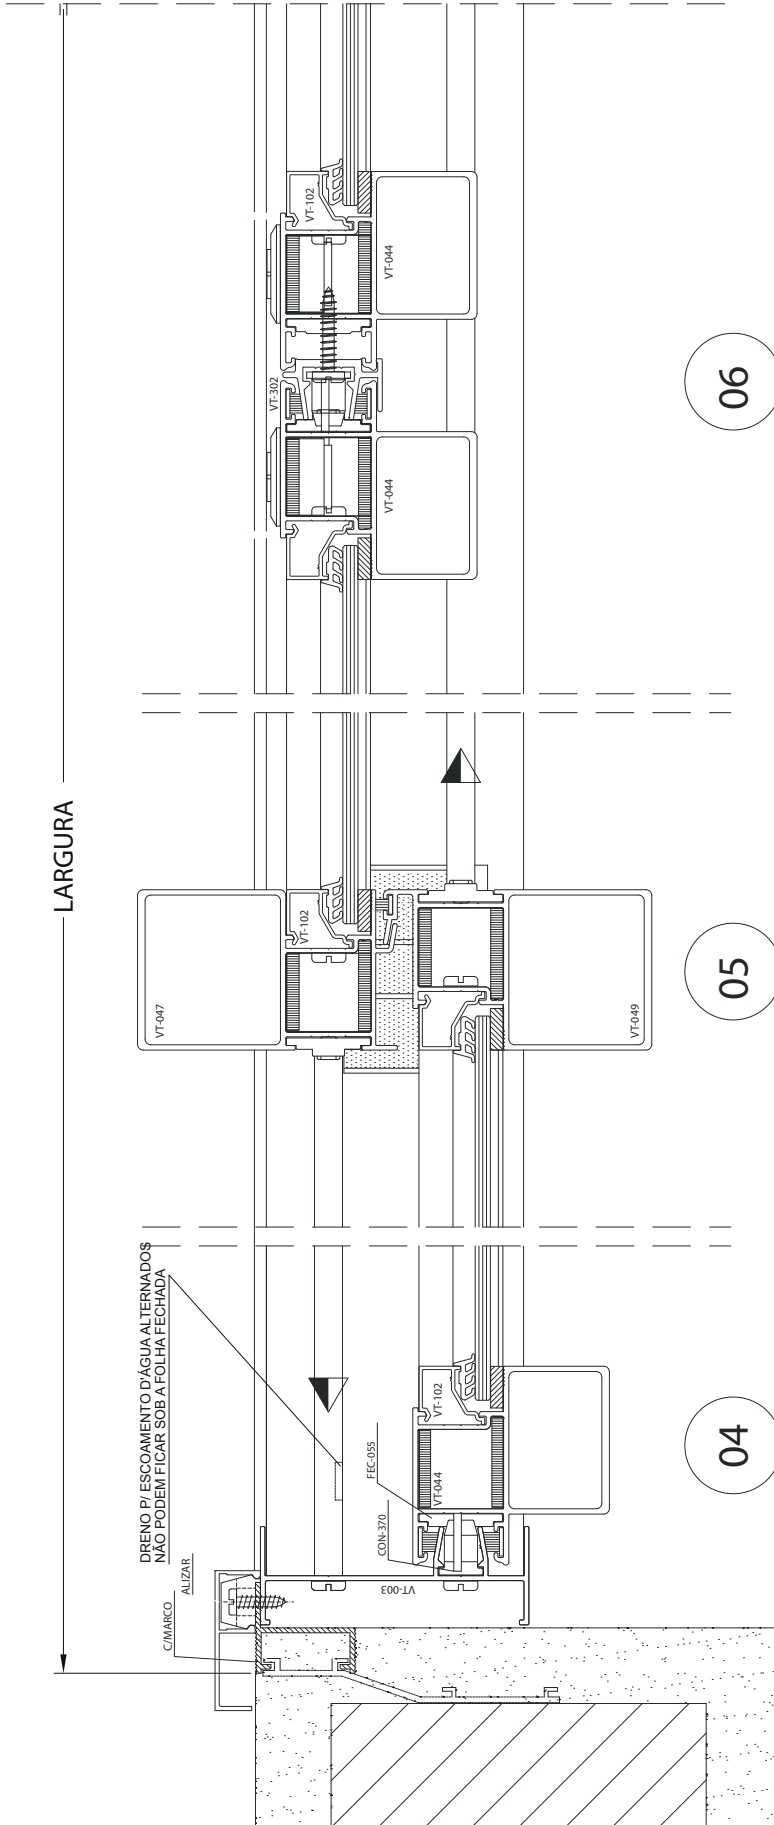 VT-102
VT-044
VT-302
VT-044
06
LARGURA
VT-102
VT-047
VT-049
05
DRENO P/ ESCOAMENTO D'ÁGUA ALTERNADOS
NÃO PODEM FICAR SOB A FOLHA FECHADA
VT-102
FEC-055
VT-044
CON-370
04
ALIZAR
VT-003
C/MARCO